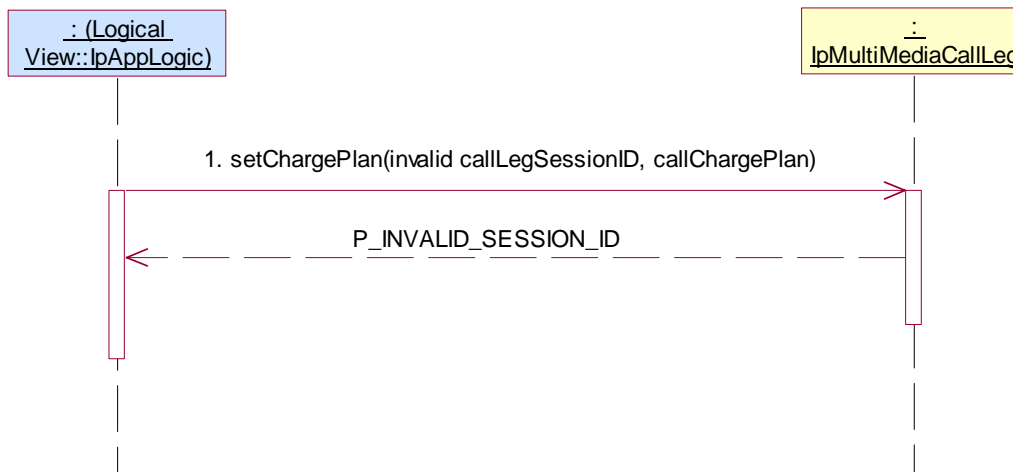 : (Logical
View::IpAppLogic)
:
IpMultiMediaCallLeg
1. setChargePlan(invalid callLegSessionID, callChargePlan)
P_INVALID_SESSION_ID